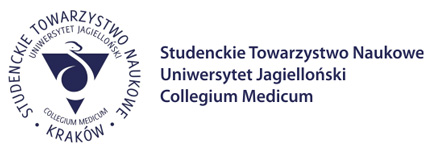 STUDENCKIE TOWARZYSTWO NAUKOWE
UNIWERSYTET JAGIELLOŃSKI
COLLEGIUM MEDICUM
• KRAKÓW •
Studenckie Towarzystwo Naukowe
Uniwersytet Jagielloński
Collegium Medicum